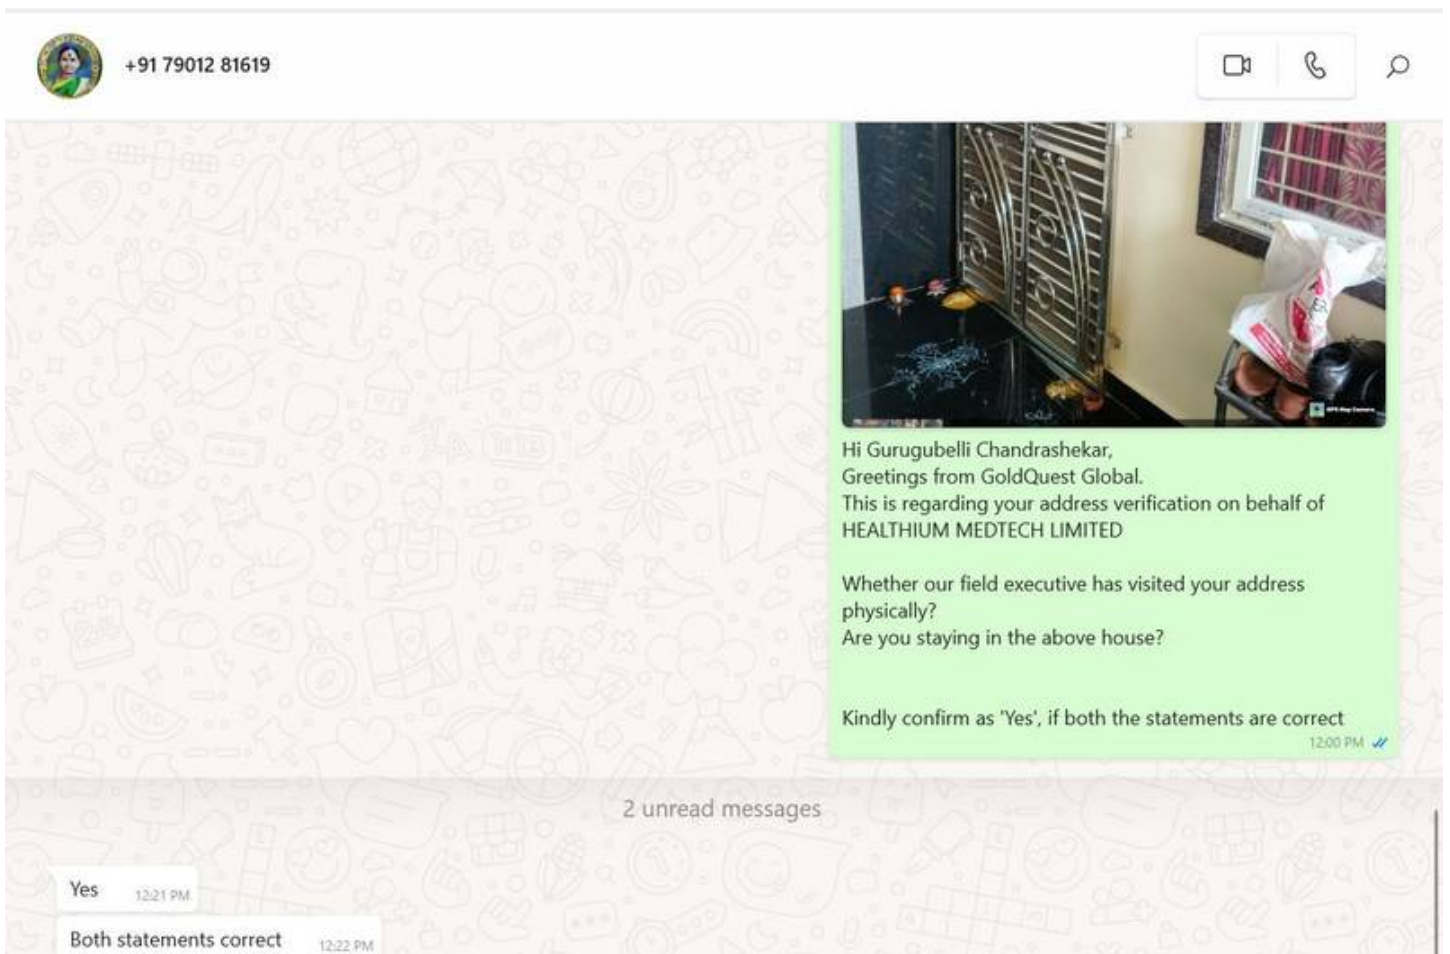 +91 79012 81619
GPS Map Camera
Hi Gurugubelli Chandrashekar,
Greetings from GoldQuest Global.
This is regarding your address verification on behalf of
HEALTHIUM MEDTECH LIMITED
Whether our field executive has visited your address
physically?
Are you staying in the above house?
Kindly confirm as 'Yes', if both the statements are correct
12:00 PM
2 unread messages
Yes 12:21 PM
Both statements correct 12:22 PM